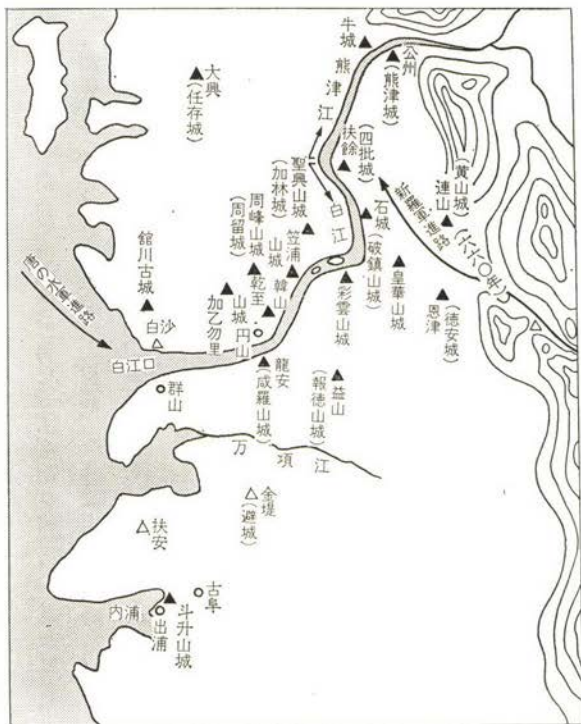 牛城
公州
(熊津城)
熊津江
大興
(任存城)
扶餘
(四批城)
(黄山城)
連山
新羅軍進路
(六六〇年)
白江
聖興山城
(加林城)
石城
(破鎮山城)
周峰山城
(周留城)
笠浦
山城
乾至
韓山
皇華山城
恩津
(徳安城)
彩雲山城
館川古城
加乙勿里
山城
円山
唐の水軍進路
白沙
白江口
群山
龍安
(咸羅山城)
益山
(報徳山城)
万項江
金堤
(避城)
扶安
古阜
内浦
出浦
斗升山城